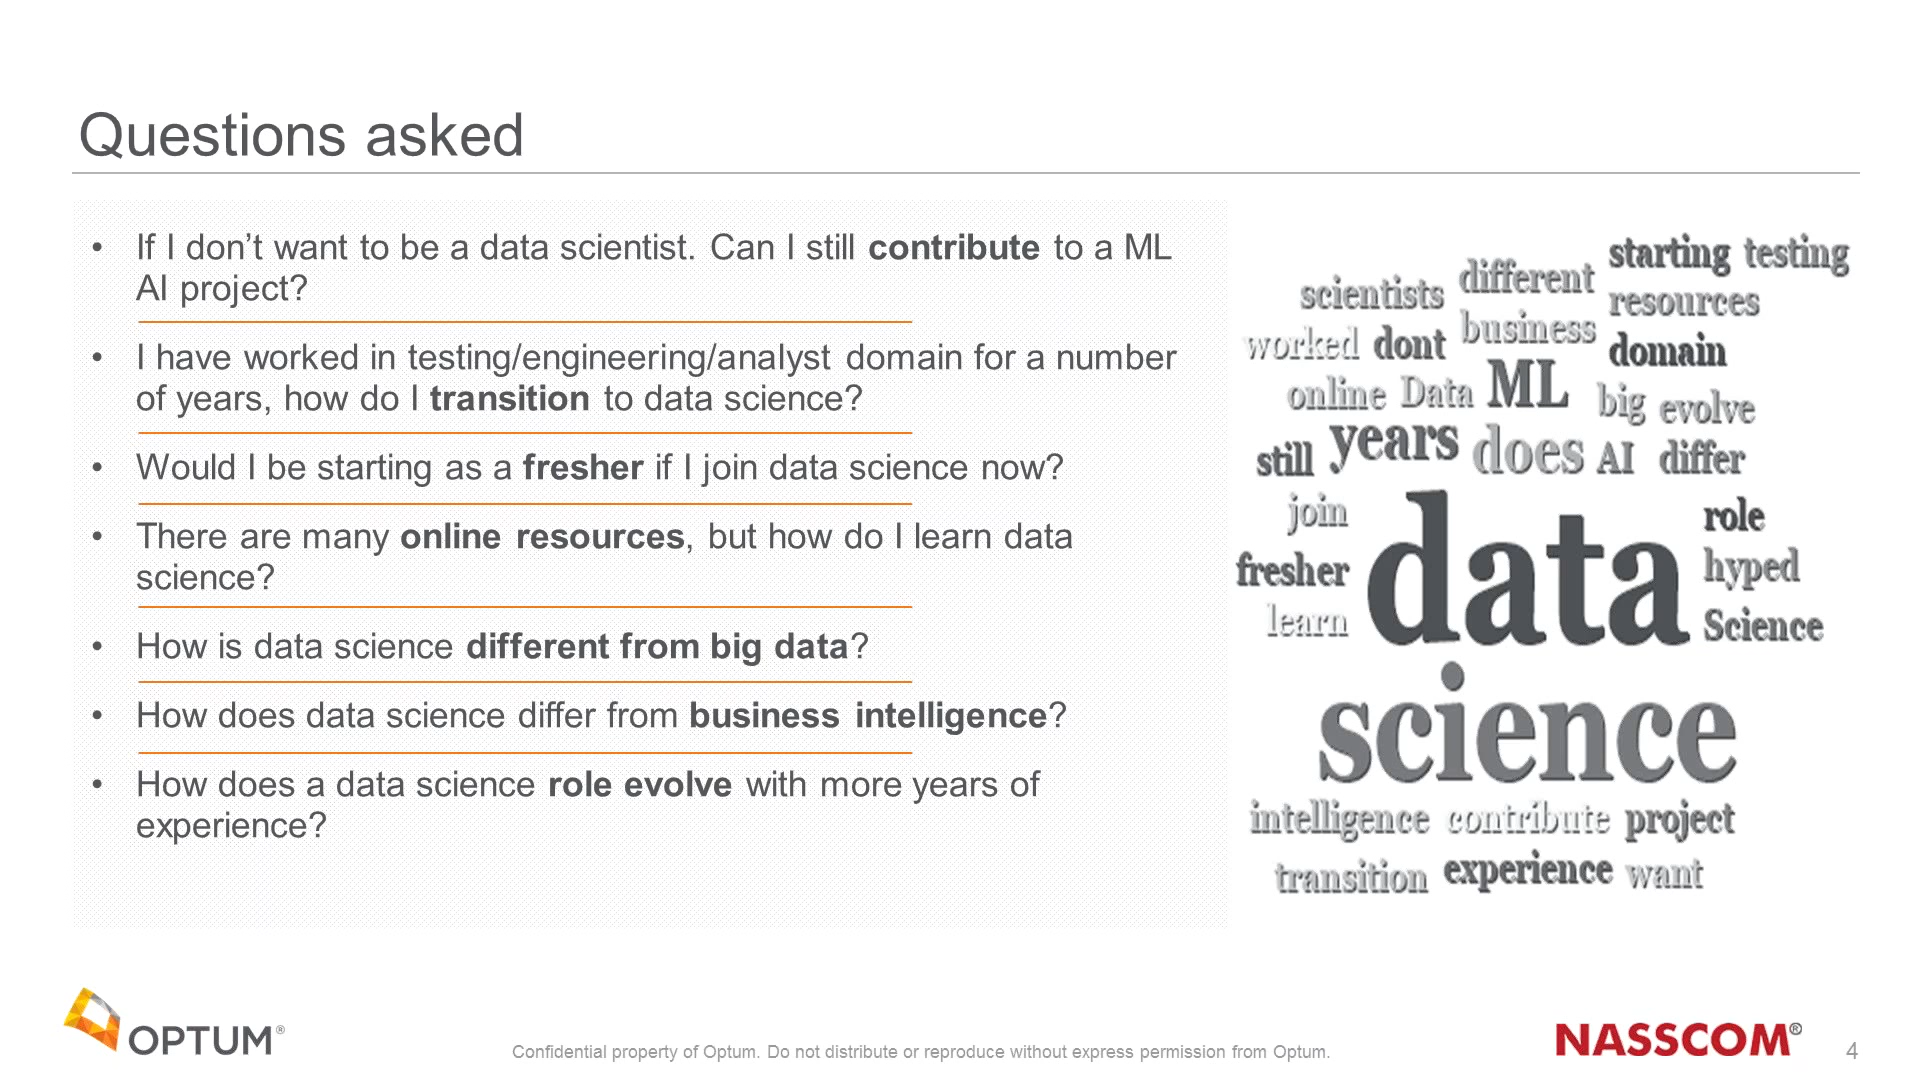 Questions asked
• If I don’t want to be a data scientist. Can I still contribute to a ML
AI project?
• I have worked in testing/engineering/analyst domain for a number
of years, how do I transition to data science?
• Would I be starting as a fresher if I join data science now?
• There are many online resources, but how do I learn data
science?
• How is data science different from big data?
• How does data science differ from business intelligence?
• How does a data science role evolve with more years of
experience?
starting testing
scientists different resources
worked dont business domain
online Data ML big evolve
still years does AI differ
join data role
fresher hyped
learn Science
science
intelligence contribute project
transition experience want
OPTUM®
Confidential property of Optum. Do not distribute or reproduce without express permission from Optum.
NASSCOM®
4